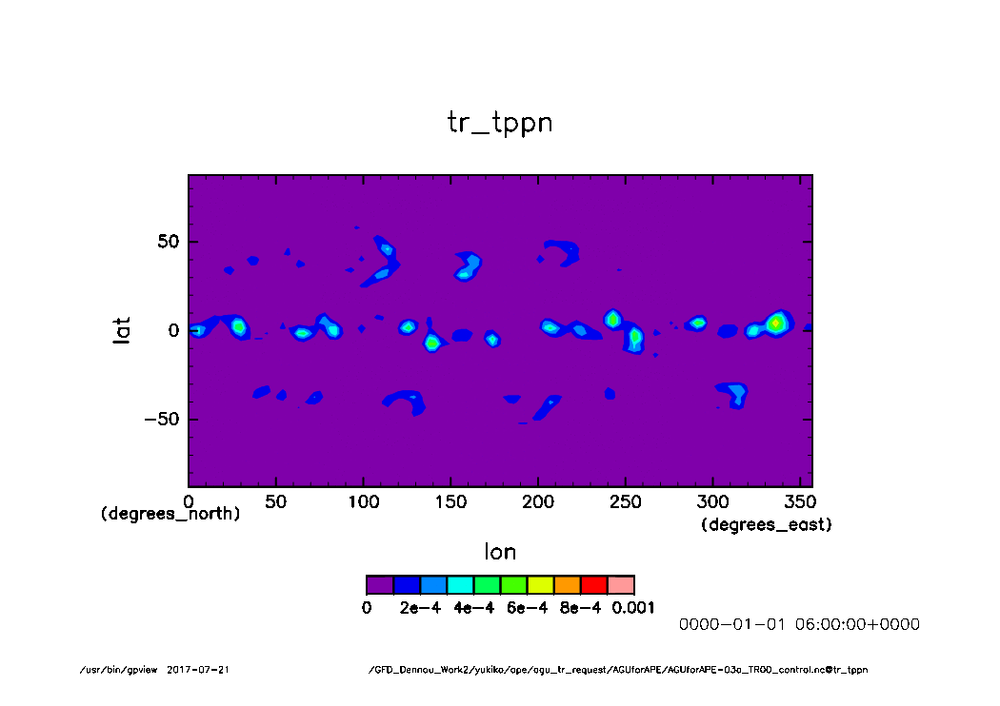 tr_tppn
lat
50
0
-50
0 50 100 150 200 250 300 350
(degrees_north)
(degrees_east)
lon
0 2e-4 4e-4 6e-4 8e-4 0.001
0000-01-01 06:00:00+0000
/usr/bin/gpview 2017-07-21
/GFD_Dennou_Work2/yukiko/ape/agu_tr_request/AGUforAPE/AGUforAPE-03a_TR00_control.nc@tr_tppn